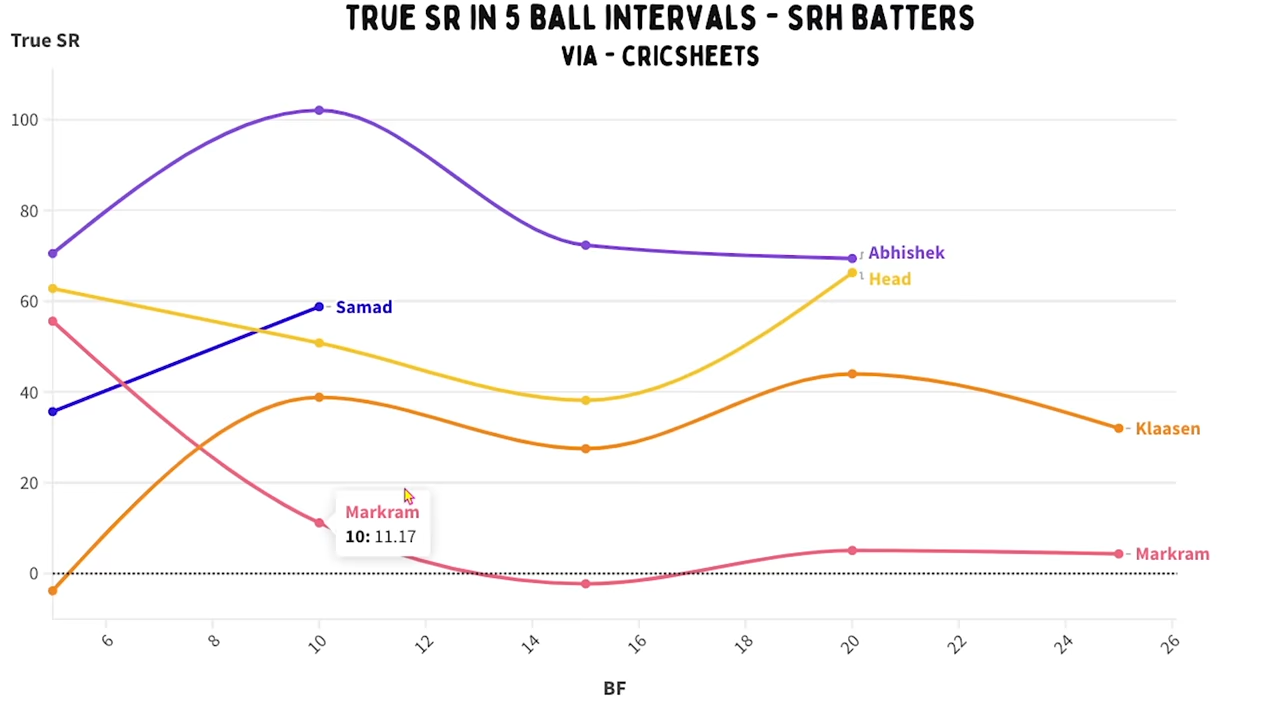 TRUE SR IN 5 BALL INTERVALS - SRH BATTERS
VIA - CRICSHEETS
True SR
100
80
60
40
20
0
Abhishek
Head
Samad
Klaasen
Markram
10: 11.17
Markram
6
8
10
12
14
16
18
20
22
24
26
BF